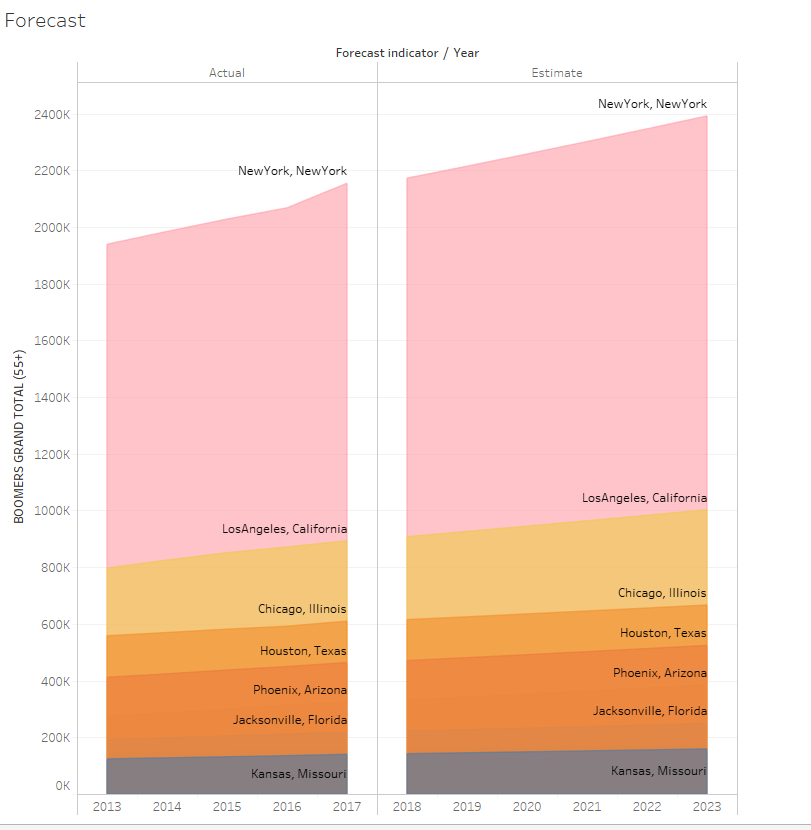 Forecast
Forecast indicator / Year
Actual
Estimate
BOOMERS GRAND TOTAL (55+)
2400K
2200K
2000K
1800K
1600K
1400K
1200K
1000K
800K
600K
400K
200K
0K
NewYork, NewYork
LosAngeles, California
Chicago, Illinois
Houston, Texas
Phoenix, Arizona
Jacksonville, Florida
Kansas, Missouri
NewYork, NewYork
LosAngeles, California
Chicago, Illinois
Houston, Texas
Phoenix, Arizona
Jacksonville, Florida
Kansas, Missouri
2013 2014 2015 2016 2017 2018 2019 2020 2021 2022 2023